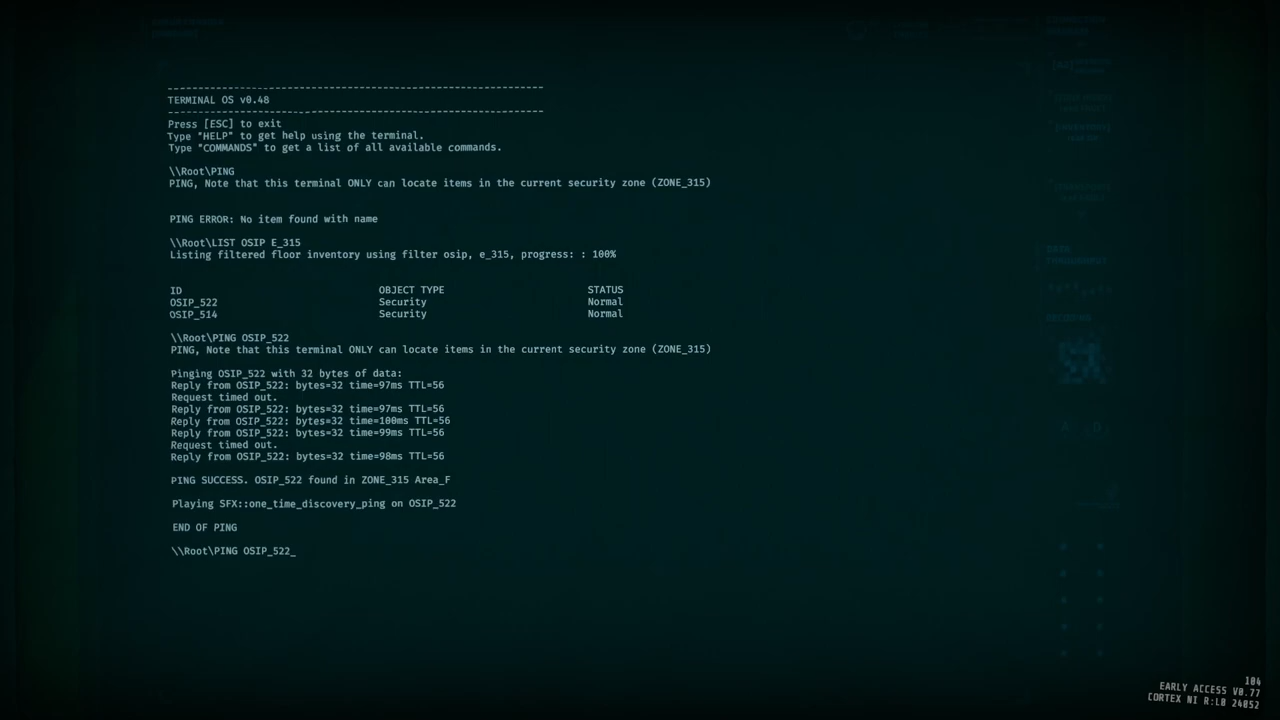 -----------------------------------------------------------------
TERMINAL OS v0.48
-----------------------------------------------------------------
Press [ESC] to exit
Type "HELP" to get help using the terminal.
Type "COMMANDS" to get a list of all available commands.
\\Root\PING
PING, Note that this terminal ONLY can locate items in the current security zone (ZONE_315)
PING ERROR: No item found with name
\\Root\LIST OSIP E_315
Listing filtered floor inventory using filter osip, e_315, progress: : 100%
ID OBJECT TYPE STATUS
OSIP_522 Security Normal
OSIP_514 Security Normal
\\Root\PING OSIP_522
PING, Note that this terminal ONLY can locate items in the current security zone (ZONE_315)
Pinging OSIP_522 with 32 bytes of data:
Reply from OSIP_522: bytes=32 time=97ms TTL=56
Request timed out.
Reply from OSIP_522: bytes=32 time=97ms TTL=56
Reply from OSIP_522: bytes=32 time=100ms TTL=56
Reply from OSIP_522: bytes=32 time=99ms TTL=56
Request timed out.
Reply from OSIP_522: bytes=32 time=98ms TTL=56
PING SUCCESS. OSIP_522 found in ZONE_315 Area_F
Playing SFX::one_time_discovery_ping on OSIP_522
END OF PING
\\Root\PING OSIP_522_
104
EARLY ACCESS V0.77
CORTEX NI R:L0 24052